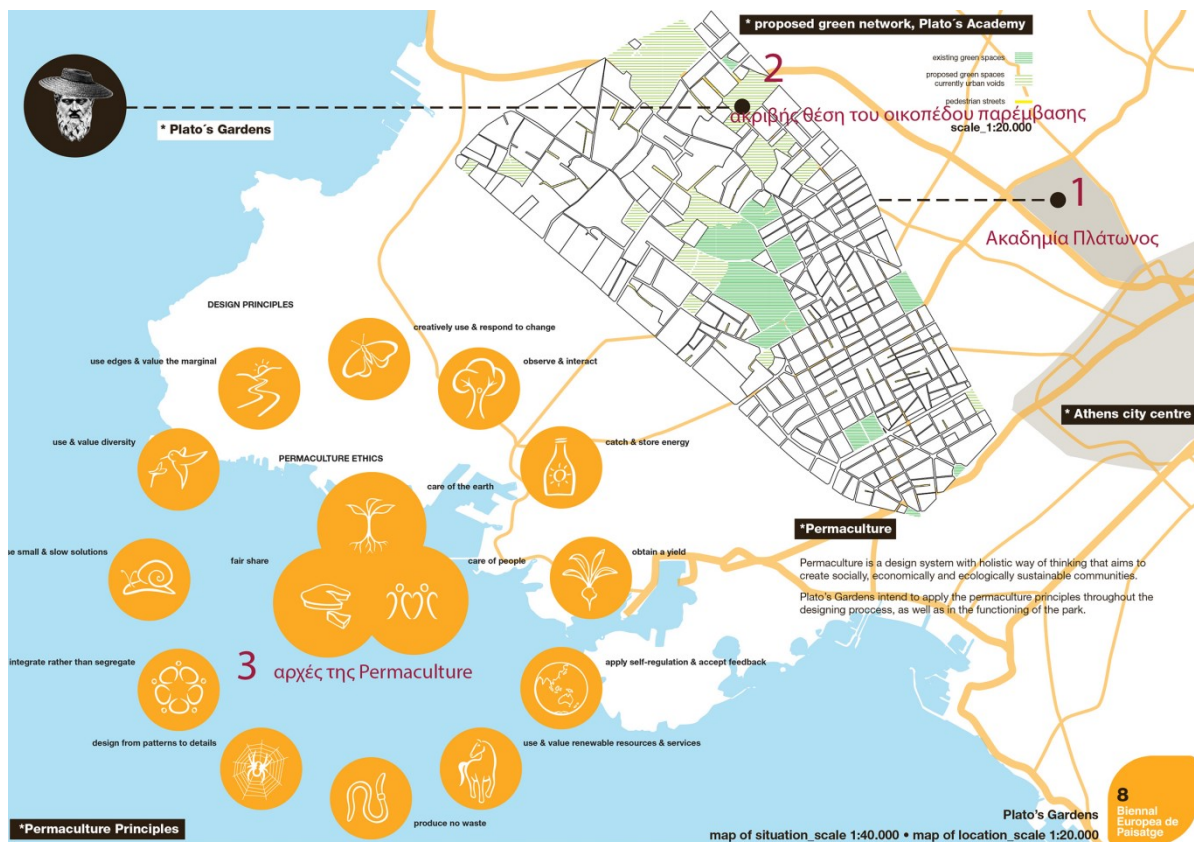 * proposed green network, Plato´s Academy
existing green spaces
proposed green spaces
currently urban voids
pedestrian streets
scale_1:20.000
2
ακριβής θέση του οικοπέδου παρέμβασης
* Plato´s Gardens
1
Ακαδημία Πλάτωνος
DESIGN PRINCIPLES
creatively use & respond to change
use edges & value the marginal
observe & interact
* Athens city centre
use & value diversity
catch & store energy
PERMACULTURE ETHICS
care of the earth
*Permaculture
se small & slow solutions
fair share
care of people
obtain a yield
Permaculture is a design system with holistic way of thinking that aims to
create socially, economically and ecologically sustainable communities.
Plato's Gardens intend to apply the permaculture principles throughout the
designing proccess, as well as in the functioning of the park.
integrate rather than segregate
3 αρχές της Permaculture
apply self-regulation & accept feedback
design from patterns to details
use & value renewable resources & services
produce no waste
*Permaculture Principles
Plato's Gardens
map of situation_scale 1:40.000 • map of location_scale 1:20.000
8
Biennal
Europea de
Paisatge